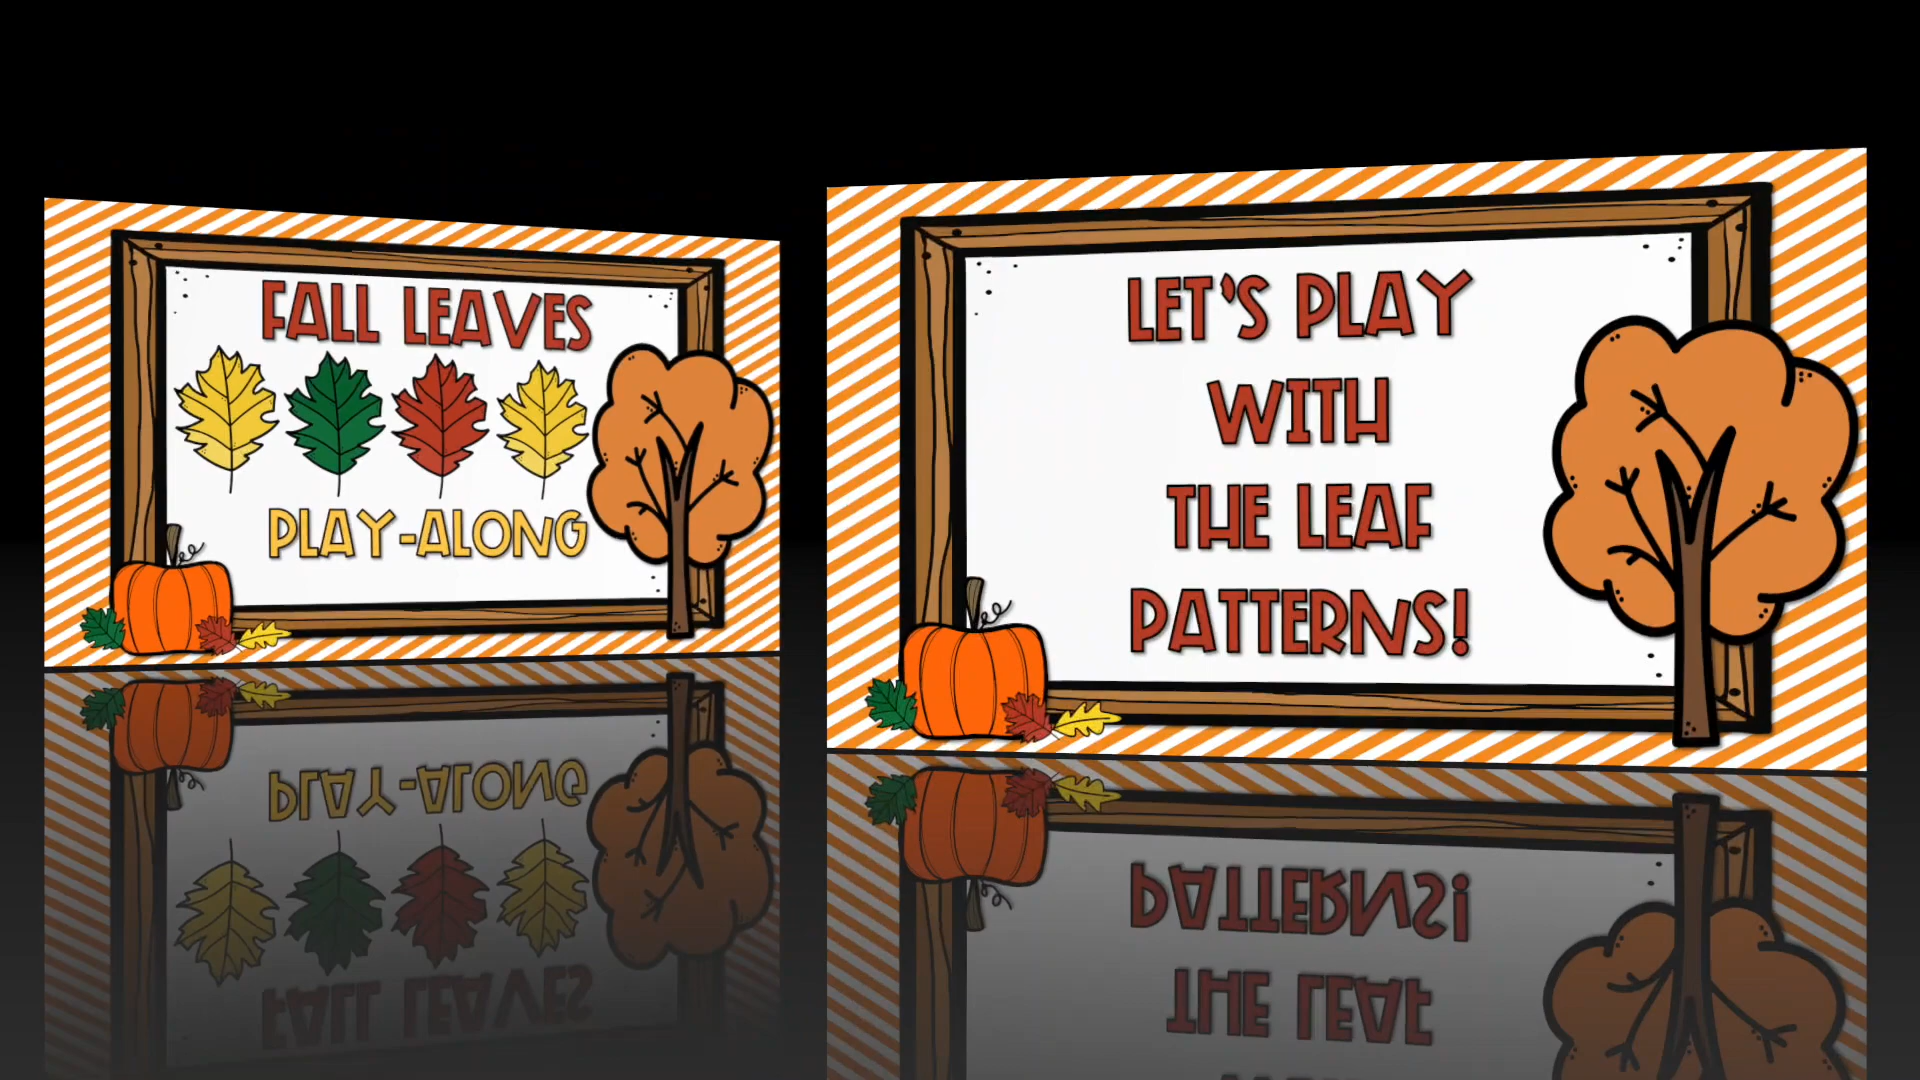 FALL LEAVES
PLAY-ALONG
LET'S PLAY
WITH
THE LEAF
PATTERNS!